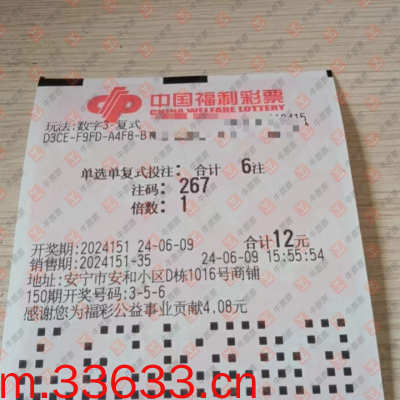 中国福利彩票
CHINA WELFARE LOTTERY
玩法:数字3-复式
D3CE-F9FD-A4F8-B
单选单复式投注: 合计 6注
注码: 267
倍数: 1
开奖期:2024151 24-06-09 合计12元
销售期:2024151-35 24-06-09 15:55:54
地址:安宁市安和小区D栋1016号商铺
150期开奖号码:3-5-6
感谢您为福彩公益事业贡献4.08元
m.33633.cn